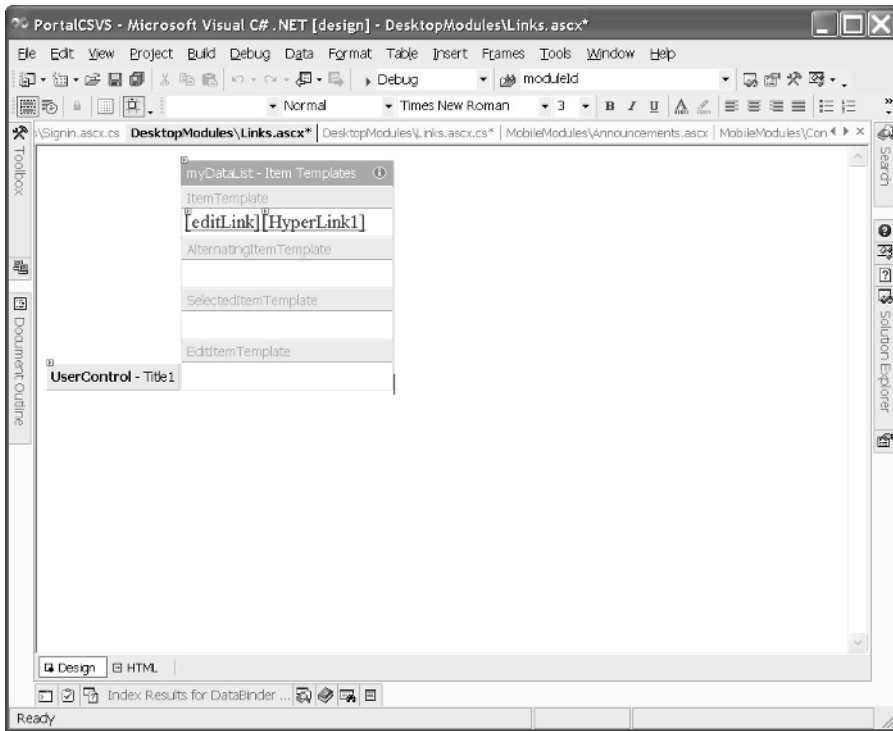 PortalCSVS - Microsoft Visual C# .NET [design] - DesktopModules\Links.ascx*
File Edit View Project Build Debug Data Format Table Insert Frames Tools Window Help
Debug moduleId
Normal Times New Roman 3 B I U A
s\Signin.ascx.cs DesktopModules\Links.ascx* DesktopModules\Links.ascx.cs* MobileModules\Announcements.ascx MobileModules\Con
Toolbox
Document Outline
myDataList - Item Templates
ItemTemplate
[editLink][HyperLink1]
AlternatingItemTemplate
SelectedItemTemplate
EditItemTemplate
UserControl - Title1
Search
Solution Explorer
Design HTML
Index Results for DataBinder ...
Ready